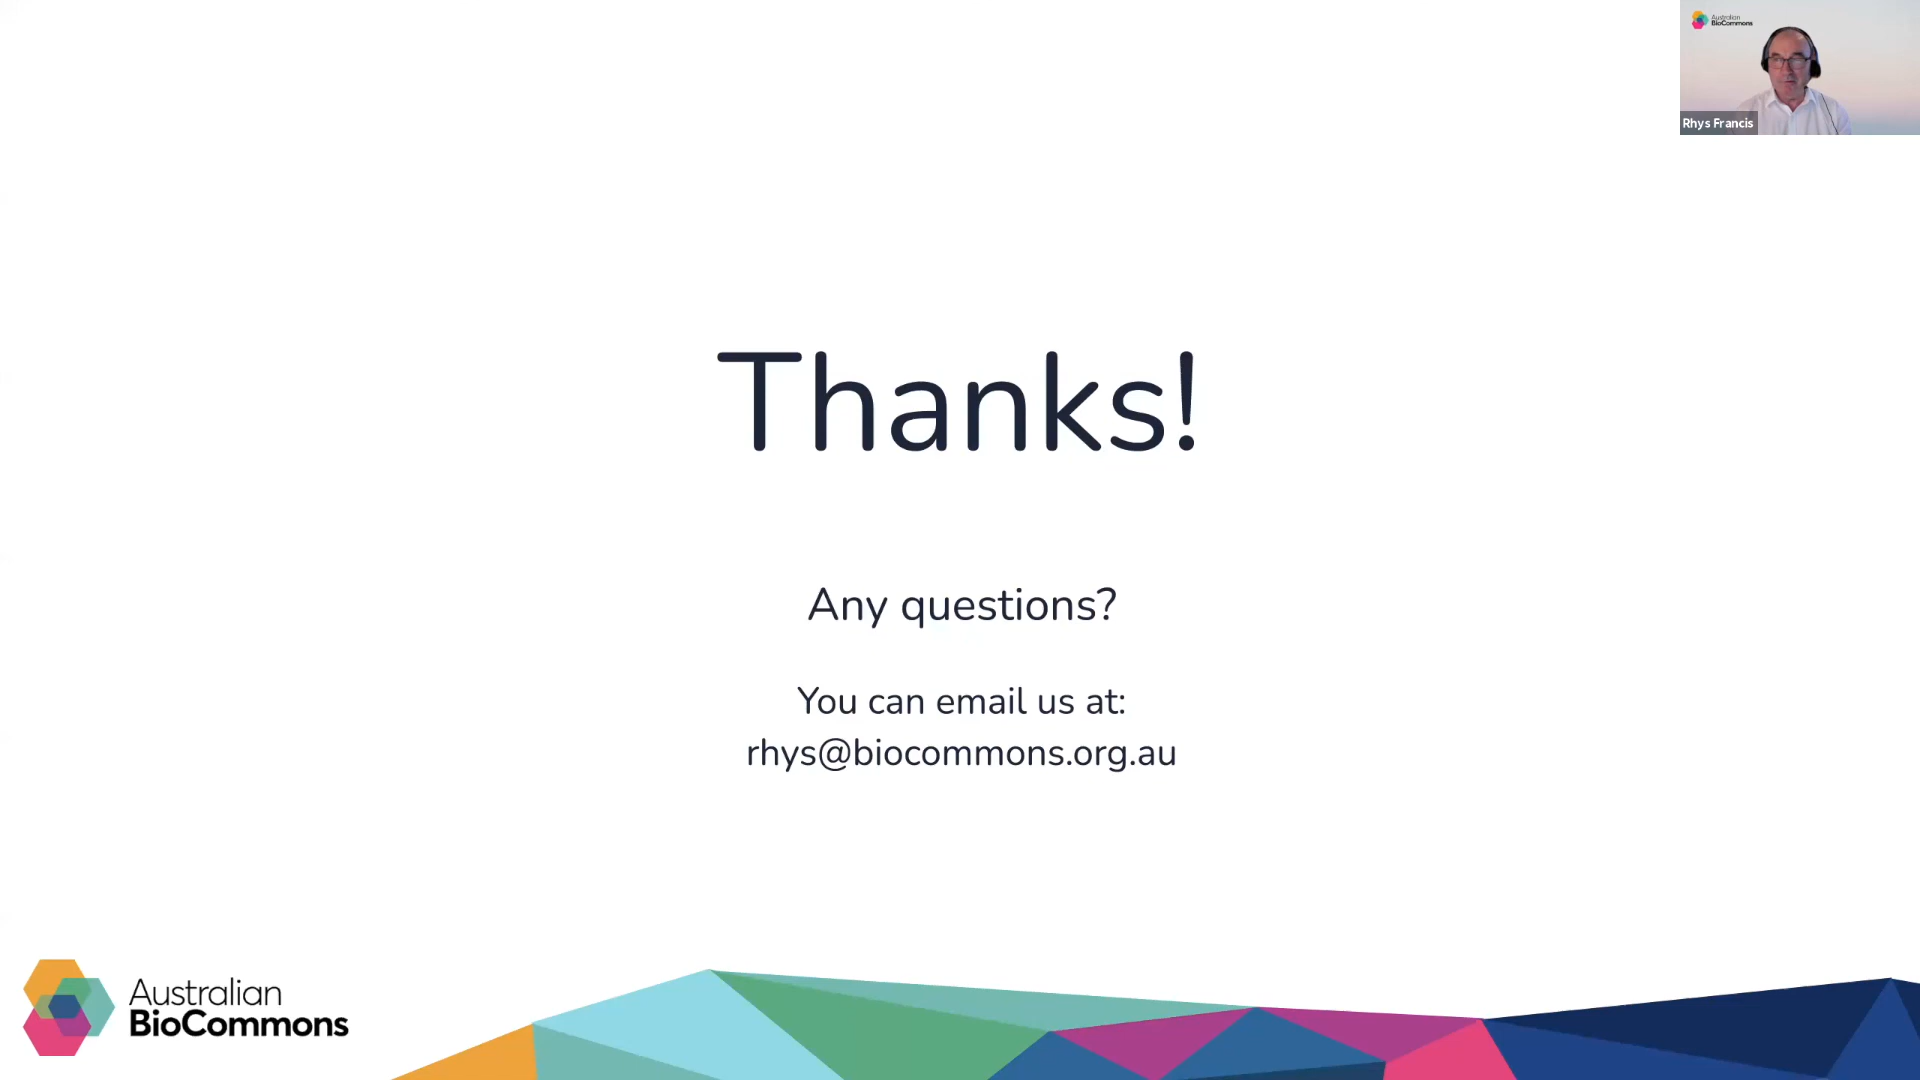 Australian
BioCommons
Rhys Francis
Thanks!
Any questions?
You can email us at:
rhys@biocommons.org.au
Australian
BioCommons